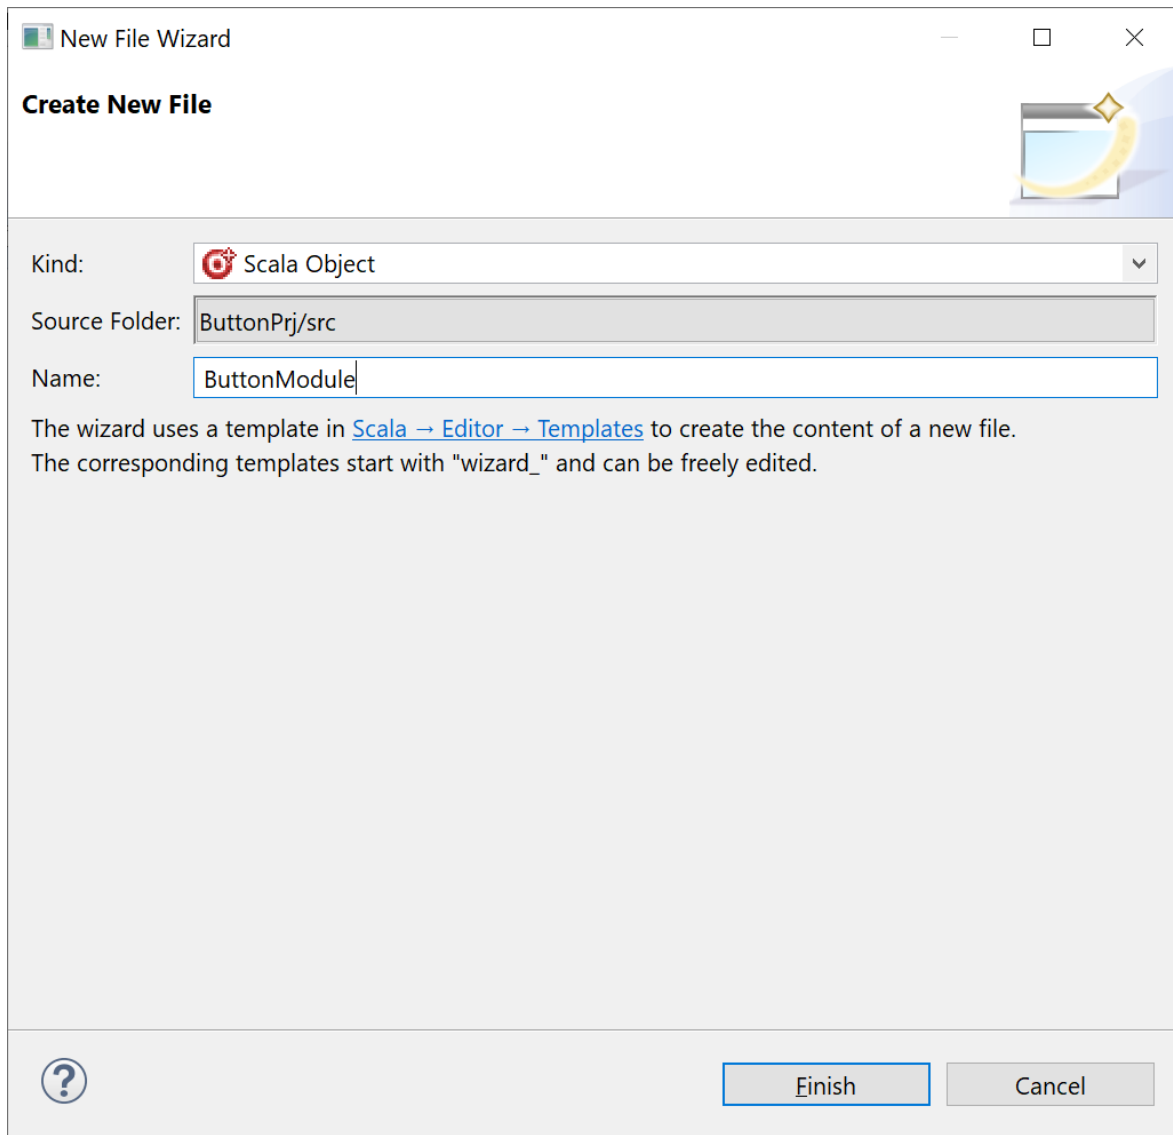 New File Wizard
Create New File
Kind: Scala Object
Source Folder: ButtonPrj/src
Name: ButtonModule
The wizard uses a template in Scala → Editor → Templates to create the content of a new file.
The corresponding templates start with "wizard_" and can be freely edited.
? Finish Cancel